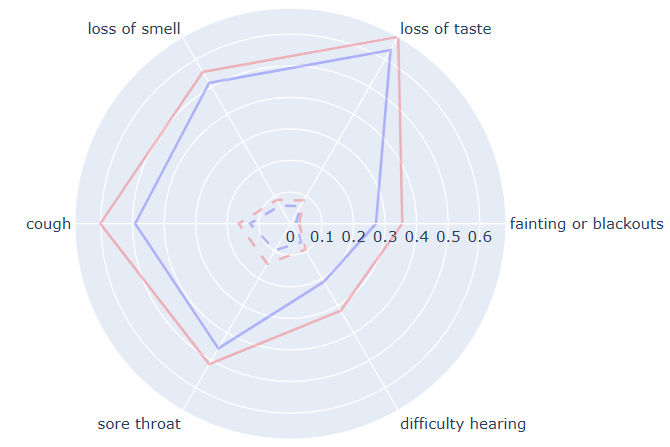 loss of smell
loss of taste
cough
fainting or blackouts
0 0.1 0.2 0.3 0.4 0.5 0.6
sore throat
difficulty hearing